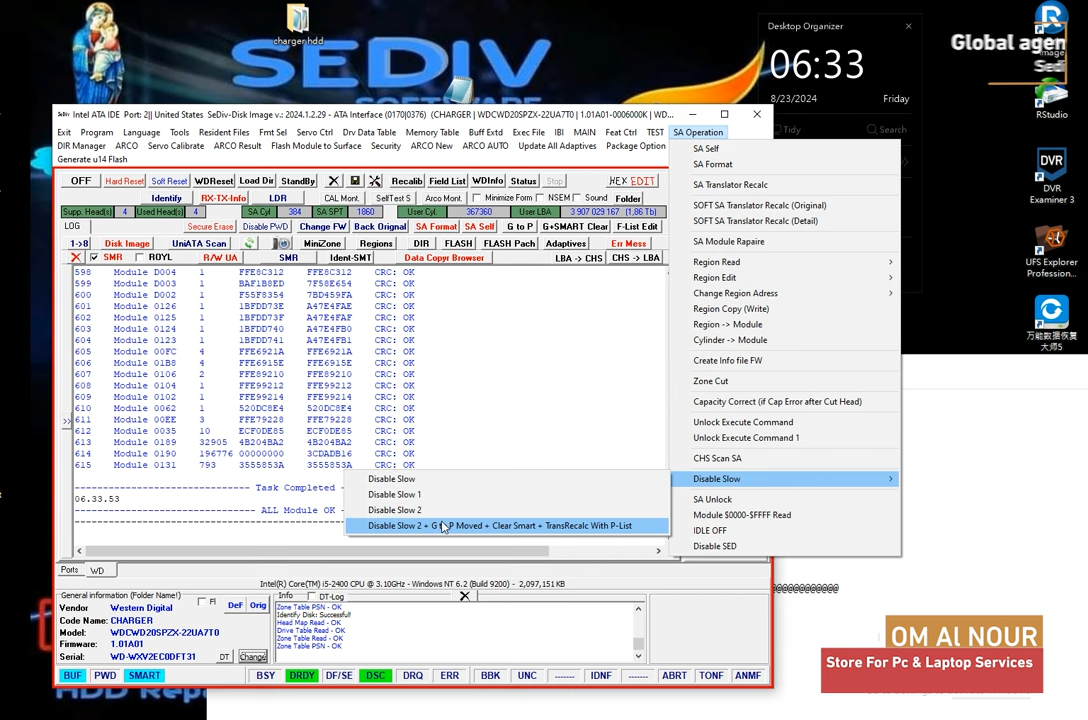 charger hdd
SEDIV
SOFTWARE
Desktop Organizer
06:33
8/23/2024 Friday
Tidy Search
Global agen
Sedi
Image
RStudio
DVR
DVR
Examiner 3
UFS Explorer
Profession...
万能数据恢复
大师5
SeDiv Intel ATA IDE Port: 2|| United States SeDiv-Disk Image v.: 2024.1.2.29 - ATA Interface (0170|0376) (CHARGER | WDCWD20SPZX-22UA7T0 | 1.01A01-0006000K | WD...
Exit Program Language Tools Resident Files Fmt Sel Servo Ctrl Drv Data Table Memory Table Buff Extd Exec File IBI MAIN Feat Ctrl TEST SA Operation
DIR Manager ARCO Servo Calibrate ARCO Result Flash Module to Surface Security ARCO New ARCO AUTO Update All Adaptives Package Option
Generate u14 Flash
OFF Hard Reset Soft Reset WDReset Load Dir StandBy Recalib Field List WDInfo Status Stop HEX EDIT
Identify RX-TX-Info LDR CAL Mont. SelfTest S Arco Mont. Minimize Form NSEM Sound Folder
Supp. Head(s) 4 Used Head(s) 4 SA Cyl 384 SA SPT 1860 User Cyl. 367360 User LBA 3 907 029 167 (1,86 Tb)
LOG Secure Erase Disable PWD Change FW Back Orignal SA Format SA Self G to P G+SMART Clear F-List Edit
1->8 Disk Image UniATA Scan MiniZone Regions DIR FLASH FLASH Pach Adaptives Err Mess
SMR ROYL R/W UA SMR Ident-SMT Data Copyr Browser LBA -> CHS CHS -> LBA
598 Module D004 1 FFE8C312 FFE8C312 CRC: OK
599 Module D003 1 BAF1B8ED 7F58E654 CRC: OK
600 Module D002 1 F55F8354 7BD459FA CRC: OK
601 Module 0126 1 1BFDD73E A47E4FAE CRC: OK
602 Module 0125 1 1BFDD73F A47E4FAF CRC: OK
603 Module 0124 1 1BFDD740 A47E4FB0 CRC: OK
604 Module 0123 1 1BFDD741 A47E4FB1 CRC: OK
605 Module 00FC 4 FFE6921A FFE6921A CRC: OK
606 Module 01B8 4 FFE6915E FFE6915E CRC: OK
607 Module 0106 2 FFE89210 FFE89210 CRC: OK
608 Module 0104 1 FFE99212 FFE99212 CRC: OK
609 Module 0102 1 FFE99214 FFE99214 CRC: OK
610 Module 0062 1 520DC8E4 520DC8E4 CRC: OK
611 Module 00EE 3 FFE79228 FFE79228 CRC: OK
612 Module 0035 10 ECF0DE85 ECF0DE85 CRC: OK
613 Module 0189 32905 4B204BA2 4B204BA2 CRC: OK
614 Module 0190 196776 00000000 3CDADB16 CRC: OK
615 Module 0131 793 3555853A 3555853A CRC: OK
Task Completed
06.33.53
ALL Module OK
SA Self
SA Format
SA Translator Recalc
SOFT SA Translator Recalc (Original)
SOFT SA Translator Recalc (Detail)
SA Module Rapaire
Region Read
Region Edit
Change Region Adress
Region Copy (Write)
Region -> Module
Cylinder -> Module
Create Info file FW
Zone Cut
Capacity Correct (if Cap Error after Cut Head)
Unlock Execute Command
Unlock Execute Command 1
CHS Scan SA
Disable Slow
SA Unlock
Module $0000-$FFFF Read
IDLE OFF
Disable SED
Disable Slow
Disable Slow 1
Disable Slow 2
Disable Slow 2 + G P Moved + Clear Smart + TransRecalc With P-List
Ports WD
Intel(R) Core(TM) i5-2400 CPU @ 3.10GHz - Windows NT 6.2 (Build 9200) - 2,097,151 KB
General information (Folder Name!) FI DeF Orig
Vendor Western Digital
Code Name: CHARGER
Model: WDCWD20SPZX-22UA7T0
Firmware: 1.01A01
Serial: WD-WXV2EC0DFT31 DT Change
Info DT-Log
Zone Table PSN - OK
Identify Disk: Successful!
Head Map Read - OK
Drive Table Read - OK
Zone Table Read - OK
Zone Table PSN - OK
BUF PWD SMART BSY DRDY DF/SE DSC DRQ ERR BBK UNC ------ IDNF ------ ABRT TONF ANMF
OM Al NOUR
Store For Pc & Laptop Services
HDD Repa